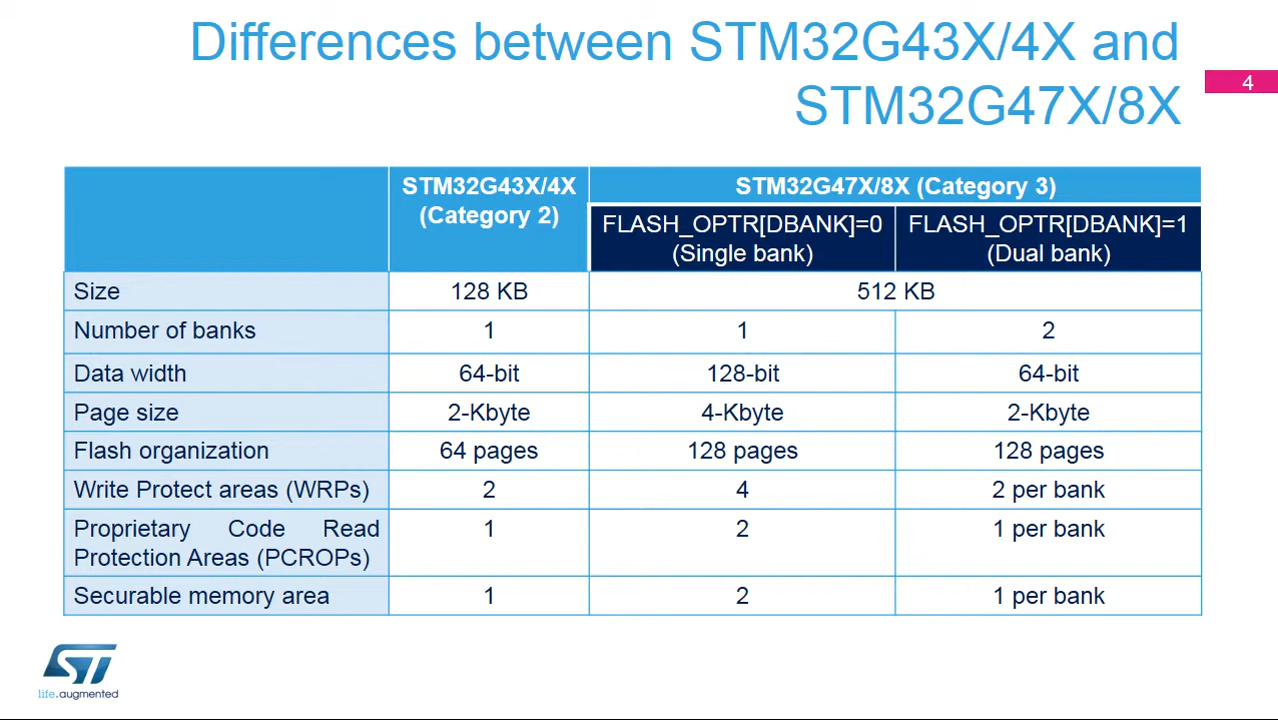 Differences between STM32G43X/4X and
STM32G47X/8X
4
STM32G43X/4X
(Category 2)
STM32G47X/8X (Category 3)
FLASH_OPTR[DBANK]=0
(Single bank)
FLASH_OPTR[DBANK]=1
(Dual bank)
Size 128 KB 512 KB
Number of banks 1 1 2
Data width 64-bit 128-bit 64-bit
Page size 2-Kbyte 4-Kbyte 2-Kbyte
Flash organization 64 pages 128 pages 128 pages
Write Protect areas (WRPs) 2 4 2 per bank
Proprietary Code Read
Protection Areas (PCROPs)
1 2 1 per bank
Securable memory area 1 2 1 per bank
ST
life.augmented